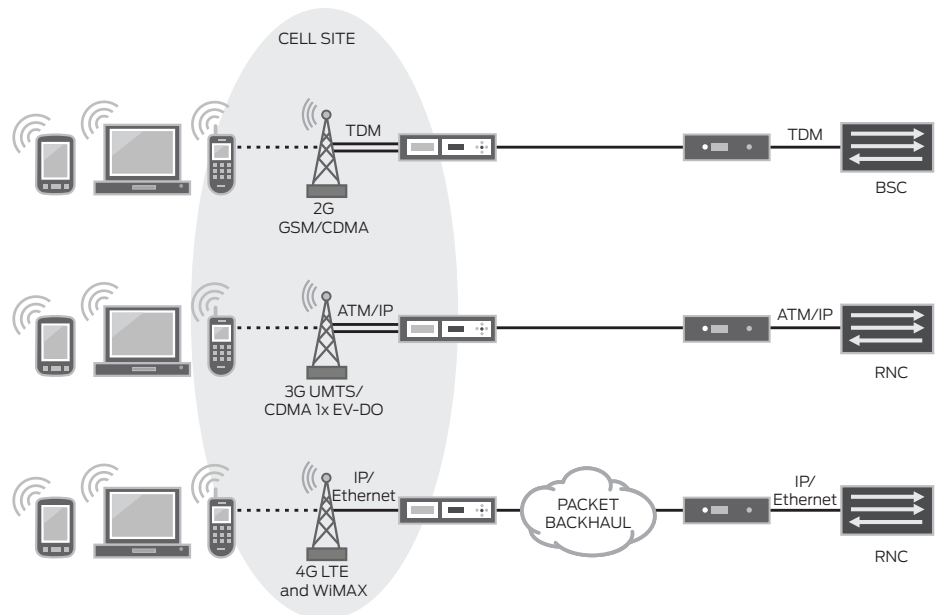 CELL SITE
TDM
TDM
2G
GSM/CDMA
BSC
ATM/IP
ATM/IP
3G UMTS/
CDMA 1x EV-DO
RNC
IP/
Ethernet
PACKET
BACKHAUL
IP/
Ethernet
4G LTE
and WiMAX
RNC